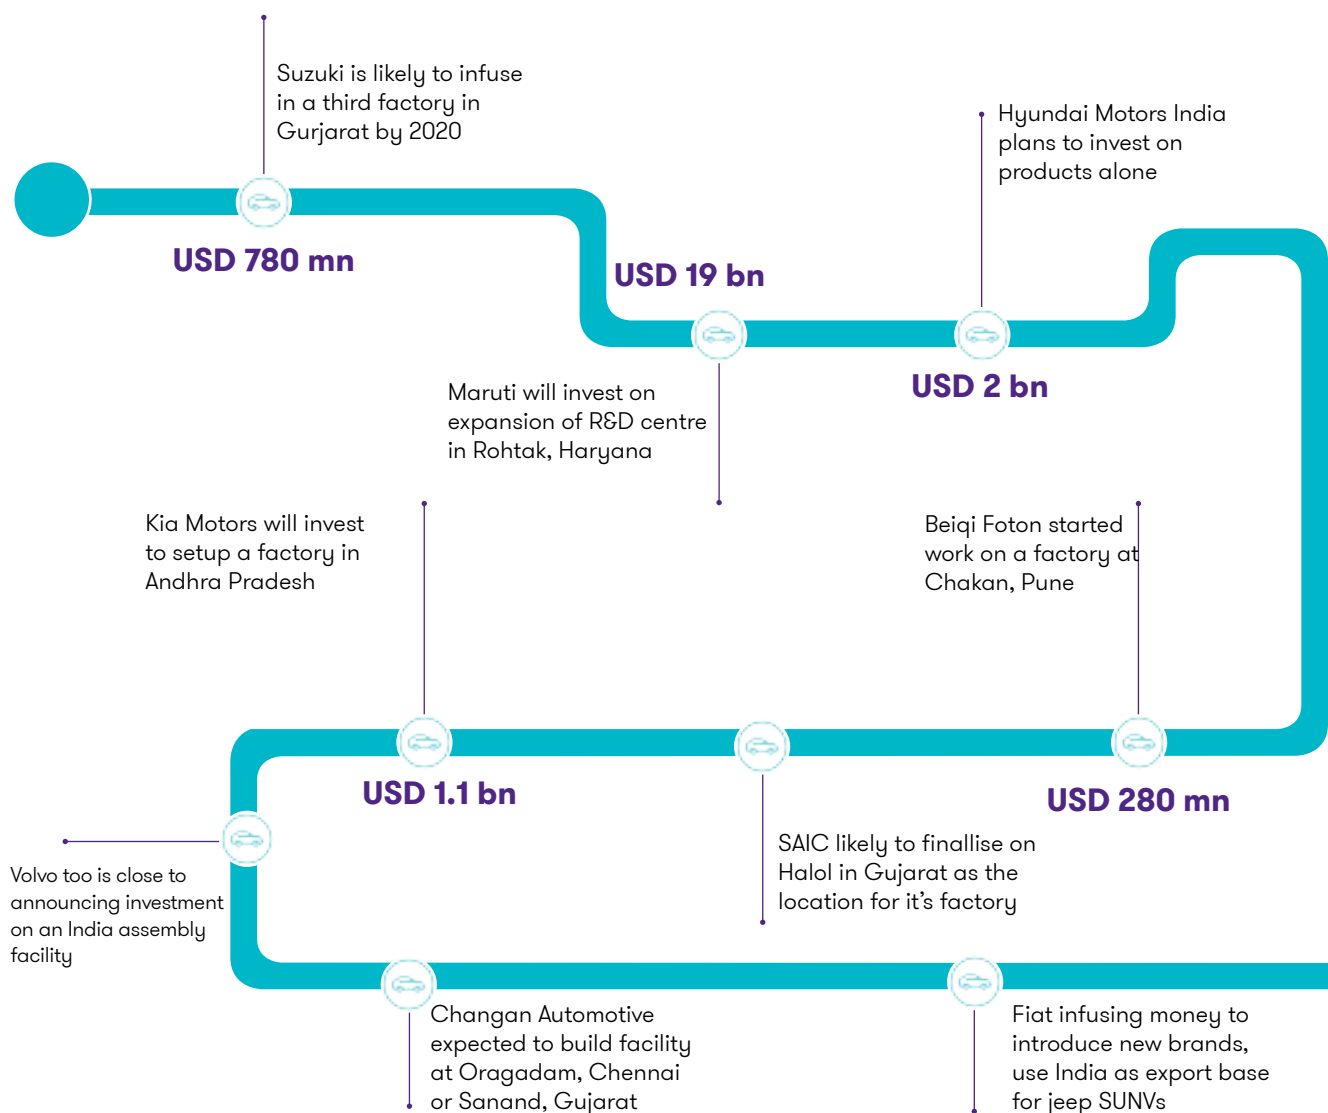 Suzuki is likely to infuse
in a third factory in
Gurjarat by 2020
USD 780 mn
USD 19 bn
Maruti will invest on
expansion of R&D centre
in Rohtak, Haryana
Hyundai Motors India
plans to invest on
products alone
USD 2 bn
Beiqi Foton started
work on a factory at
Chakan, Pune
USD 280 mn
SAIC likely to finallise on
Halol in Gujarat as the
location for it's factory
Kia Motors will invest
to setup a factory in
Andhra Pradesh
USD 1.1 bn
Volvo too is close to
announcing investment
on an India assembly
facility
Changan Automotive
expected to build facility
at Oragadam, Chennai
or Sanand, Gujarat
Fiat infusing money to
introduce new brands,
use India as export base
for jeep SUNVs